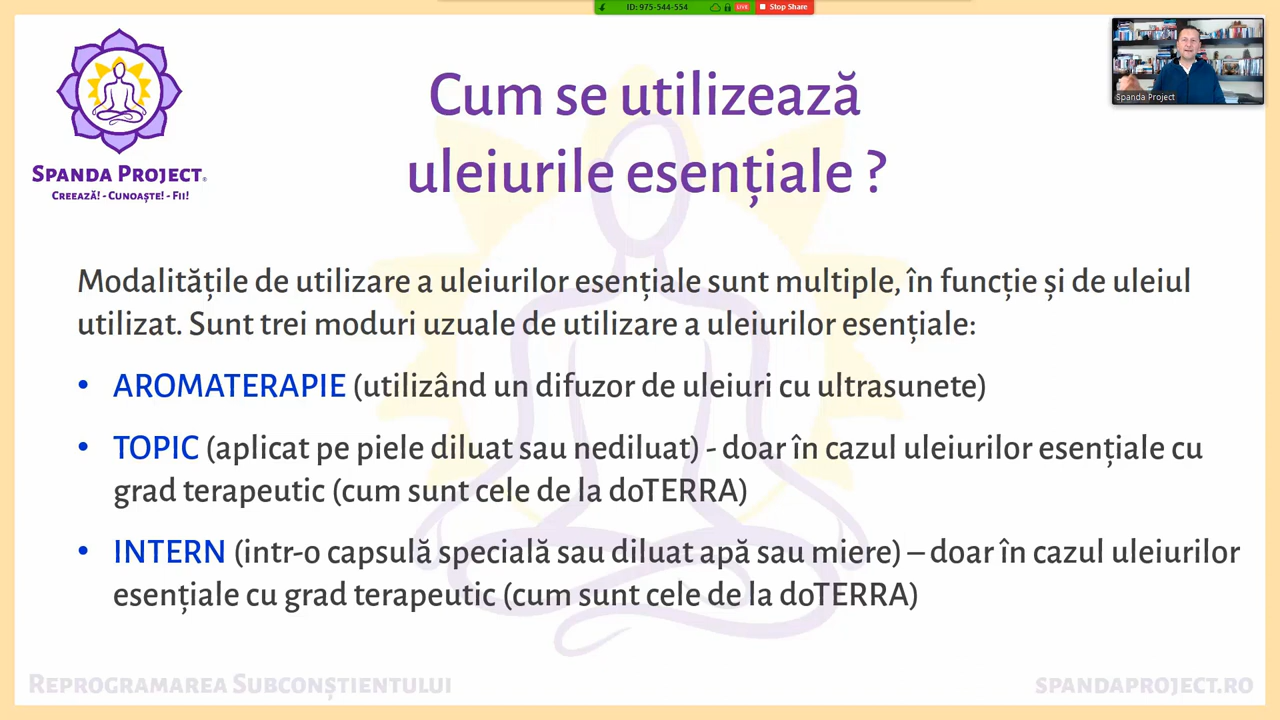 ID: 975-544-554
LIVE
Stop Share
SPANDA PROJECT®
CREEAZĂ! - CUNOAȘTE! - FII!
Spanda Project
Cum se utilizează
uleiurile esențiale ?
Modalitățile de utilizare a uleiurilor esențiale sunt multiple, în funcție și de uleiul
utilizat. Sunt trei moduri uzuale de utilizare a uleiurilor esențiale:
• AROMATERAPIE (utilizând un difuzor de uleiuri cu ultrasunete)
• TOPIC (aplicat pe piele diluat sau nediluat) - doar în cazul uleiurilor esențiale cu
grad terapeutic (cum sunt cele de la doTERRA)
• INTERN (intr-o capsulă specială sau diluat apă sau miere) – doar în cazul uleiurilor
esențiale cu grad terapeutic (cum sunt cele de la doTERRA)
REPROGRAMAREA SUBCONȘTIENTULUI
SPANDAPROJECT.RO